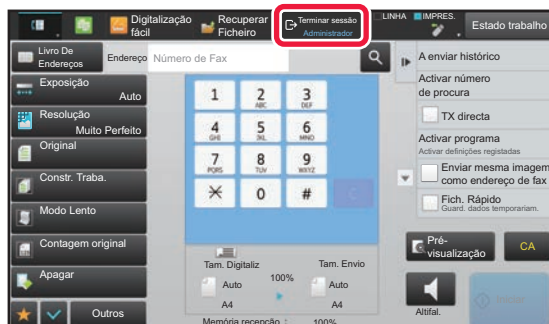 Digitalização fácil
Recuperar Ficheiro
Terminar sessão
Administrador
LINHA
IMPRES.
Estado trabalho
Livro De Endereços
Endereço
Número de Fax
Exposição
Auto
Resolução
Muito Perfeito
Original
Constr. Traba.
Modo Lento
Contagem original
Apagar
Outros
1
2
ABC
3
DEF
4
GHI
5
JKL
6
MNO
7
PQRS
8
TUV
9
WXYZ
0
#
C
Tam. Digitaliz
Tam. Envio
100%
Auto
Auto
A4
A4
Memória recepção :
100%
A enviar histórico
Activar número
de procura
TX directa
Activar programa
Activar definições registadas
Enviar mesma imagem
como endereço de fax
Fich. Rápido
Guard. dados temporariam.
Pré-
visualização
CA
Altifal.
Iniciar